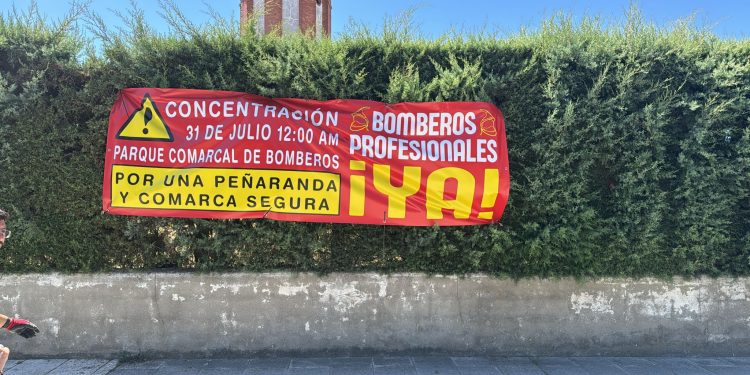 CONCENTRACIÓN
31 DE JULIO 12:00 AM
PARQUE COMARCAL DE BOMBEROS
POR UNA PEÑARANDA
Y COMARCA SEGURA
BOMBEROS
PROFESIONALES
¡YA!